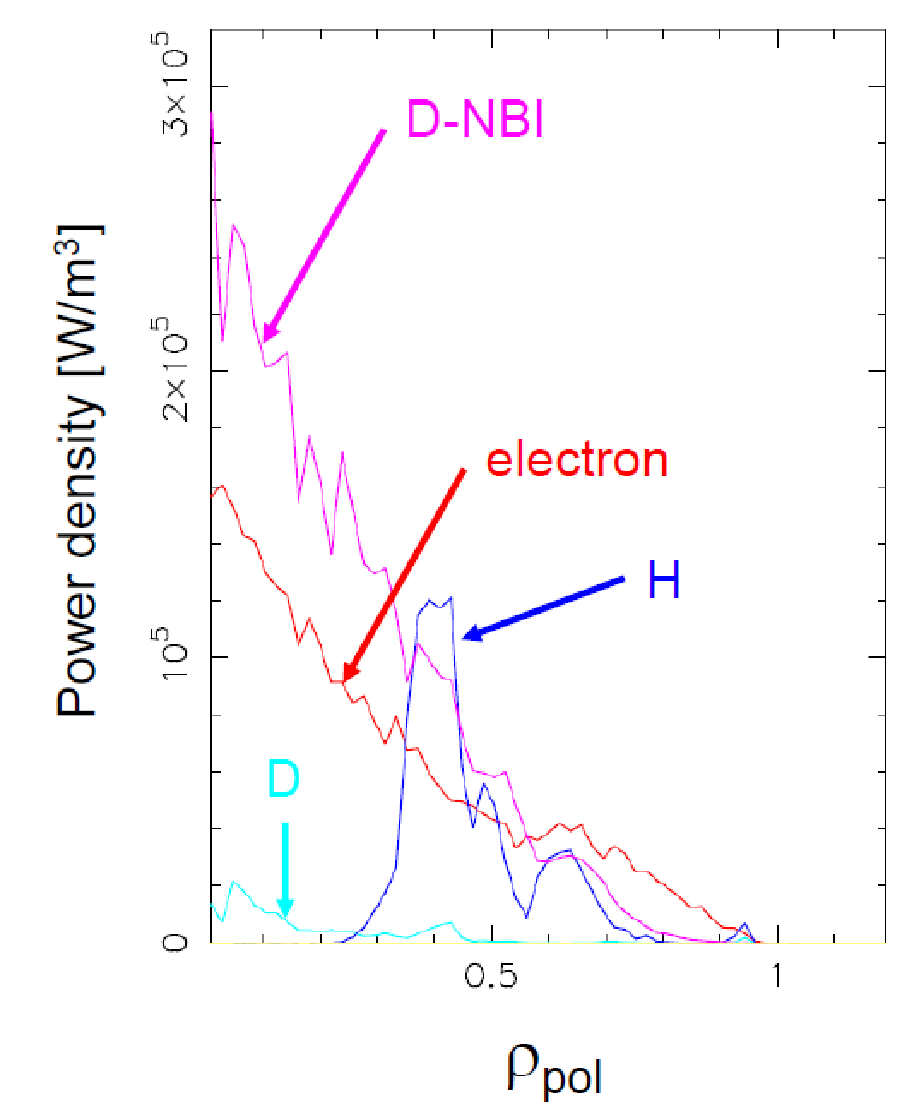 3×10⁵
D-NBI
Power density [W/m³]
2×10⁵
electron
H
10⁵
D
0
0.5
1
ρpol